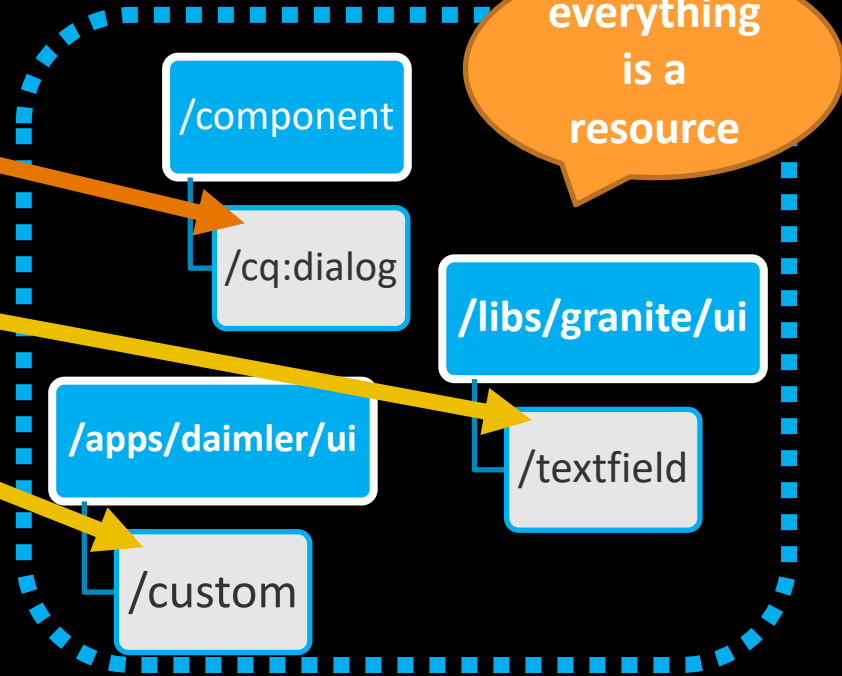 everything
is a
resource
/component
/cq:dialog
/libs/granite/ui
/textfield
/apps/daimler/ui
/custom